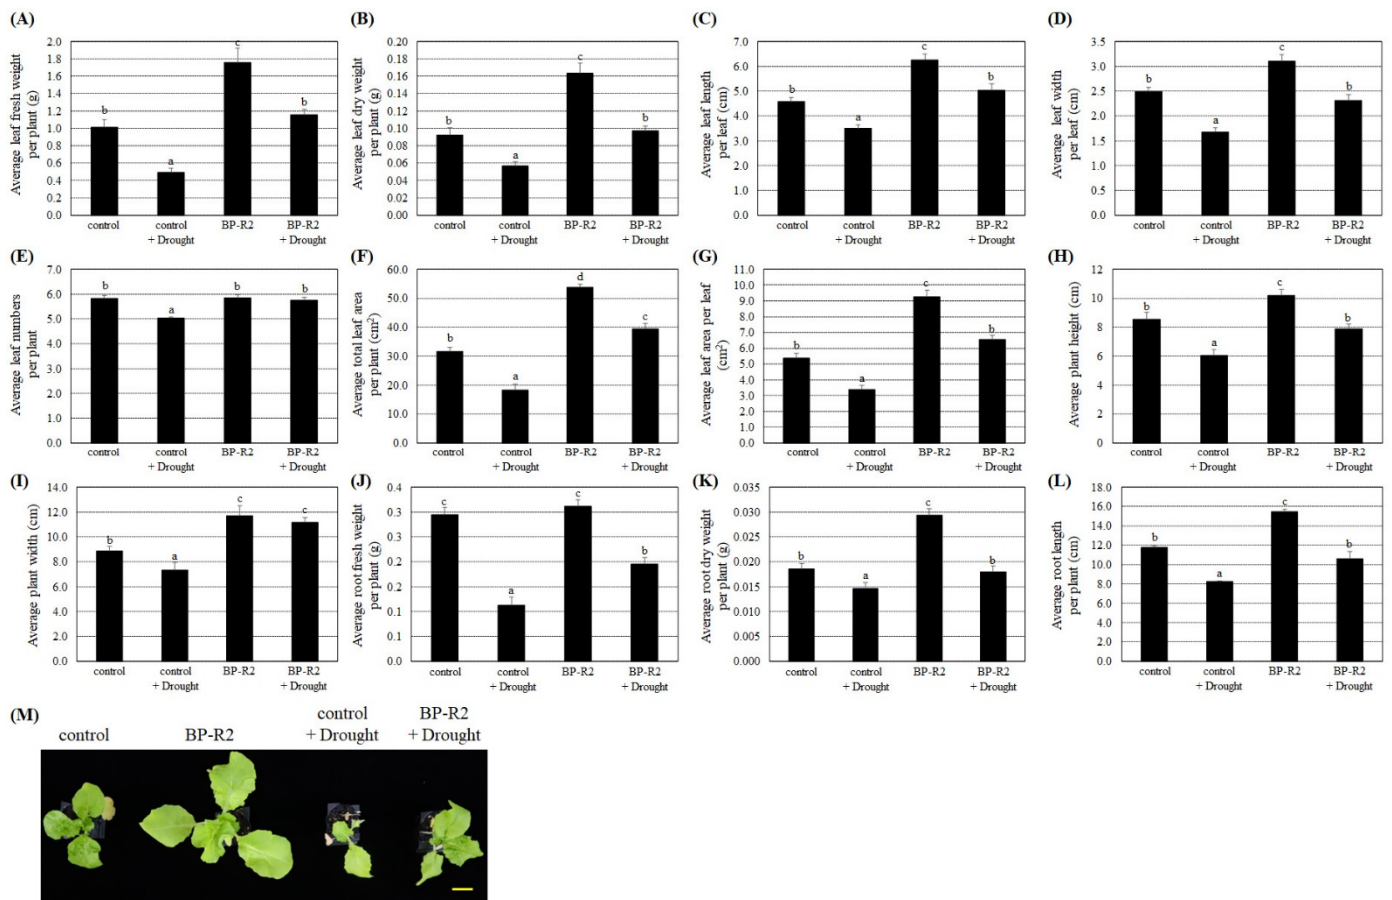 (A)
Average leaf fresh weight
per plant (g)
2.0
1.8
1.6
1.4
1.2
1.0
0.8
0.6
0.4
0.2
0.0
b
a
c
b
control
control
+ Drought
BP-R2
BP-R2
+ Drought
(B)
Average leaf dry weight
per plant (g)
0.20
0.18
0.16
0.14
0.12
0.10
0.08
0.06
0.04
0.02
0.00
b
a
c
b
control
control
+ Drought
BP-R2
BP-R2
+ Drought
(C)
Average leaf length
per leaf (cm)
7.0
6.0
5.0
4.0
3.0
2.0
1.0
0.0
b
a
c
b
control
control
+ Drought
BP-R2
BP-R2
+ Drought
(D)
Average leaf width
per leaf (cm)
3.5
3.0
2.5
2.0
1.5
1.0
0.5
0.0
b
a
c
b
control
control
+ Drought
BP-R2
BP-R2
+ Drought
(E)
Average leaf numbers
per plant
7.0
6.0
5.0
4.0
3.0
2.0
1.0
0.0
b
a
b
b
control
control
+ Drought
BP-R2
BP-R2
+ Drought
(F)
Average total leaf area
per plant (cm²)
60.0
50.0
40.0
30.0
20.0
10.0
0.0
b
a
d
c
control
control
+ Drought
BP-R2
BP-R2
+ Drought
(G)
Average leaf area per leaf
(cm²)
11.0
10.0
9.0
8.0
7.0
6.0
5.0
4.0
3.0
2.0
1.0
0.0
b
a
c
b
control
control
+ Drought
BP-R2
BP-R2
+ Drought
(H)
Average plant height (cm)
12
10
8
6
4
2
0
b
a
c
b
control
control
+ Drought
BP-R2
BP-R2
+ Drought
(I)
Average plant width (cm)
14.0
12.0
10.0
8.0
6.0
4.0
2.0
0.0
b
a
c
c
control
control
+ Drought
BP-R2
BP-R2
+ Drought
(J)
Average root fresh weight
per plant (g)
0.4
0.3
0.3
0.2
0.2
0.1
0.1
0.0
c
a
c
b
control
control
+ Drought
BP-R2
BP-R2
+ Drought
(K)
Average root dry weight
per plant (g)
0.035
0.030
0.025
0.020
0.015
0.010
0.005
0.000
b
a
c
b
control
control
+ Drought
BP-R2
BP-R2
+ Drought
(L)
Average root length
per plant (cm)
18.0
16.0
14.0
12.0
10.0
8.0
6.0
4.0
2.0
0.0
b
a
c
b
control
control
+ Drought
BP-R2
BP-R2
+ Drought
(M)
control
BP-R2
control
+ Drought
BP-R2
+ Drought